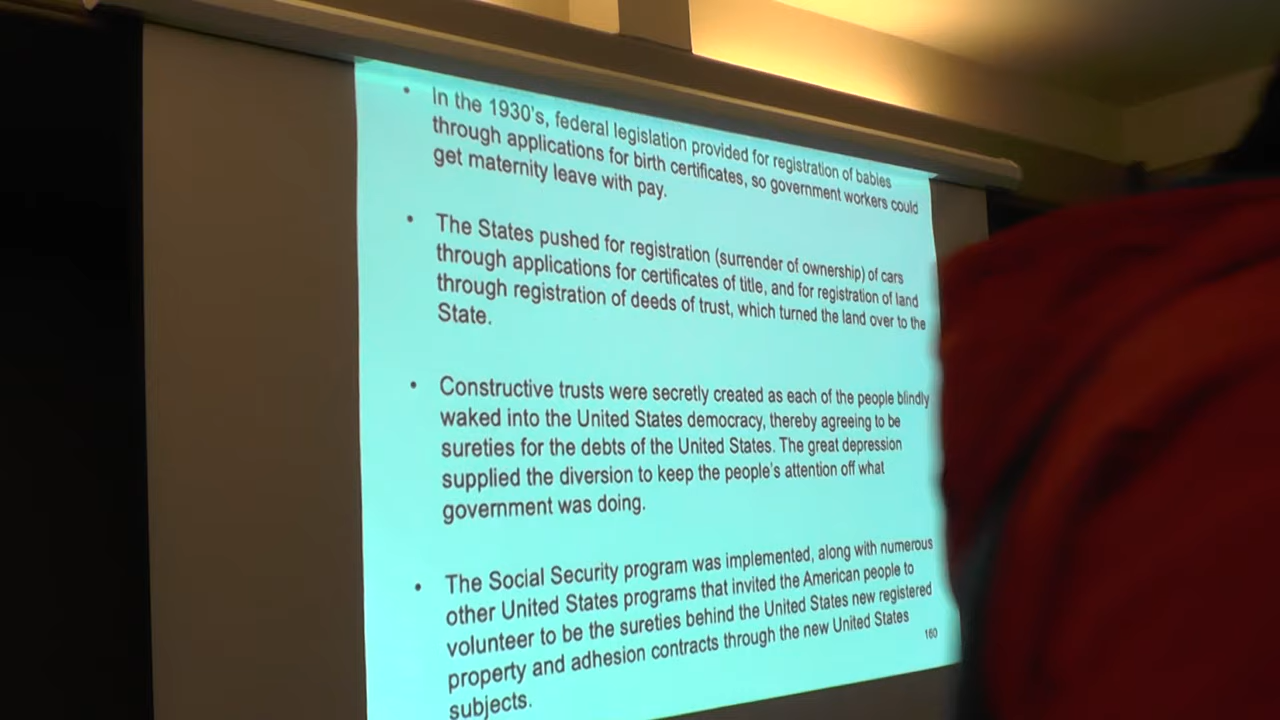 • In the 1930's, federal legislation provided for registration of babies
through applications for birth certificates, so government workers could
get maternity leave with pay.
• The States pushed for registration (surrender of ownership) of cars
through applications for certificates of title, and for registration of land
through registration of deeds of trust, which turned the land over to the
State.
• Constructive trusts were secretly created as each of the people blindly
waked into the United States democracy, thereby agreeing to be
sureties for the debts of the United States. The great depression
supplied the diversion to keep the people's attention off what
government was doing.
• The Social Security program was implemented, along with numerous
other United States programs that invited the American people to
volunteer to be the sureties behind the United States new registered
property and adhesion contracts through the new United States
subjects.
160